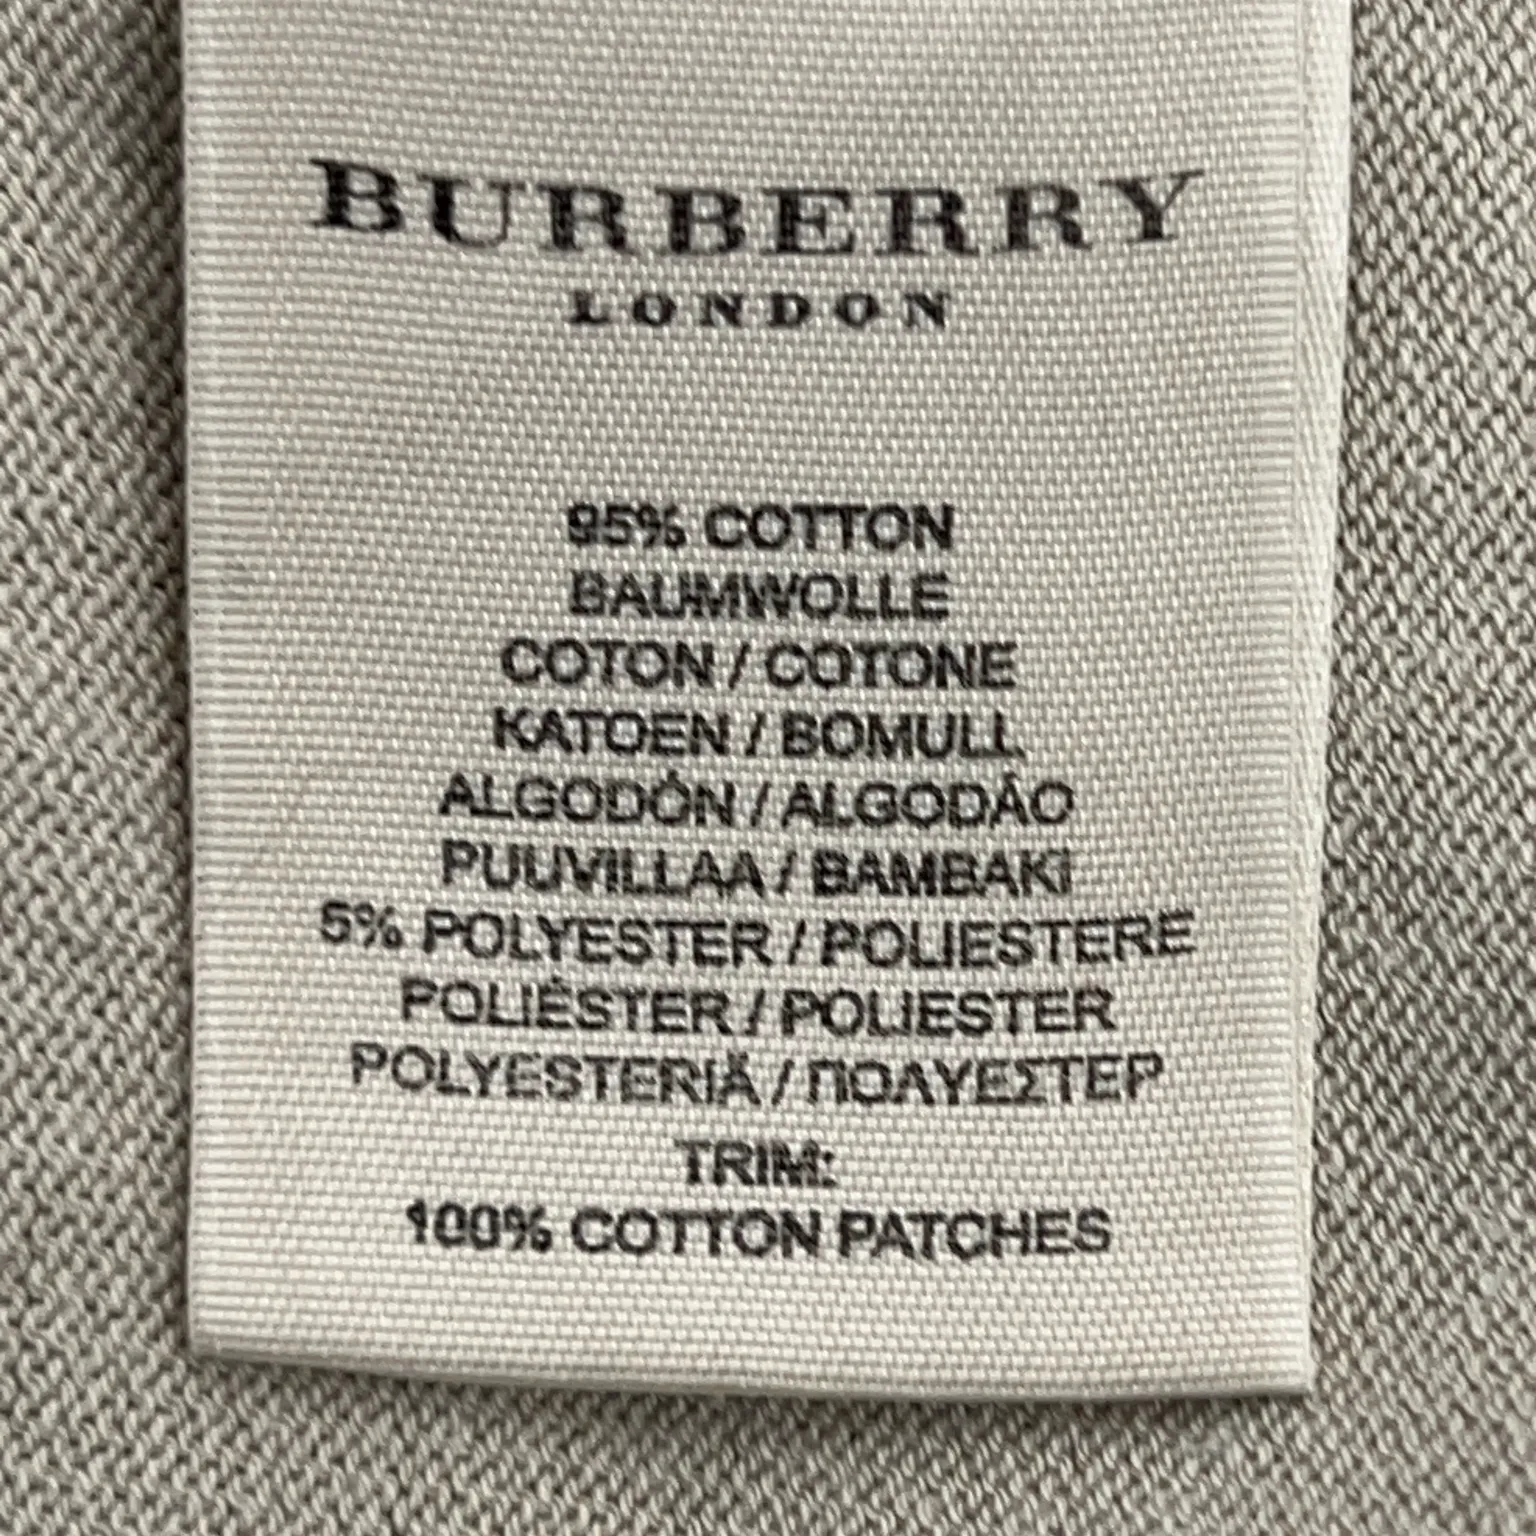 BURBERRY
LONDON
95% COTTON
BAUMWOLLE
COTON / COTONE
KATOEN / BOMULL
ALGODÓN / ALGODÃO
PUUVILLAA / BAMBAKI
5% POLYESTER / POLIESTERE
POLIÉSTER / POLIESTER
POLYESTERIÄ / ΠΟΛΥΕΣΤΕΡ
TRIM:
100% COTTON PATCHES